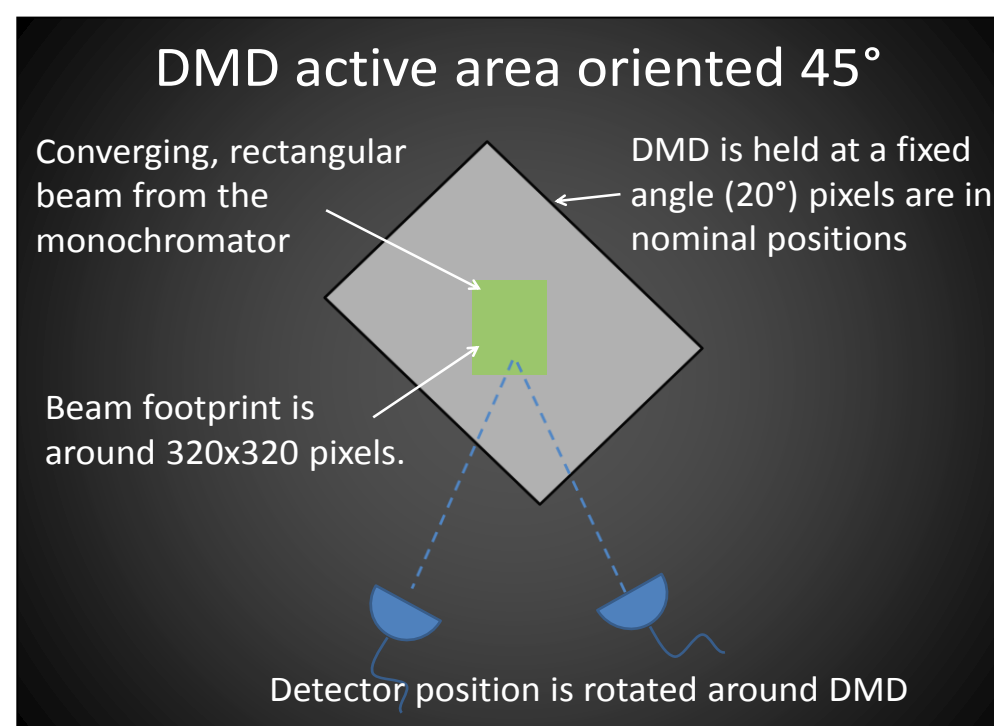 DMD active area oriented 45°
Converging, rectangular
beam from the
monochromator
DMD is held at a fixed
angle (20°) pixels are in
nominal positions
Beam footprint is
around 320x320 pixels.
Detector position is rotated around DMD